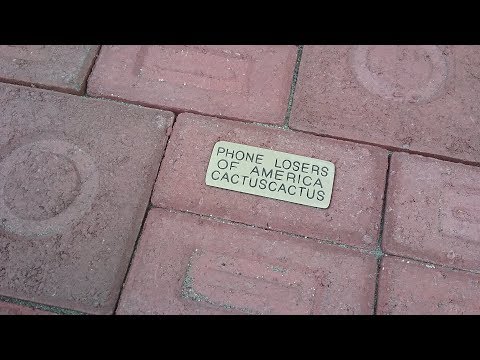 PHONE LOSERS
OF AMERICA
CACTUSCACTUS